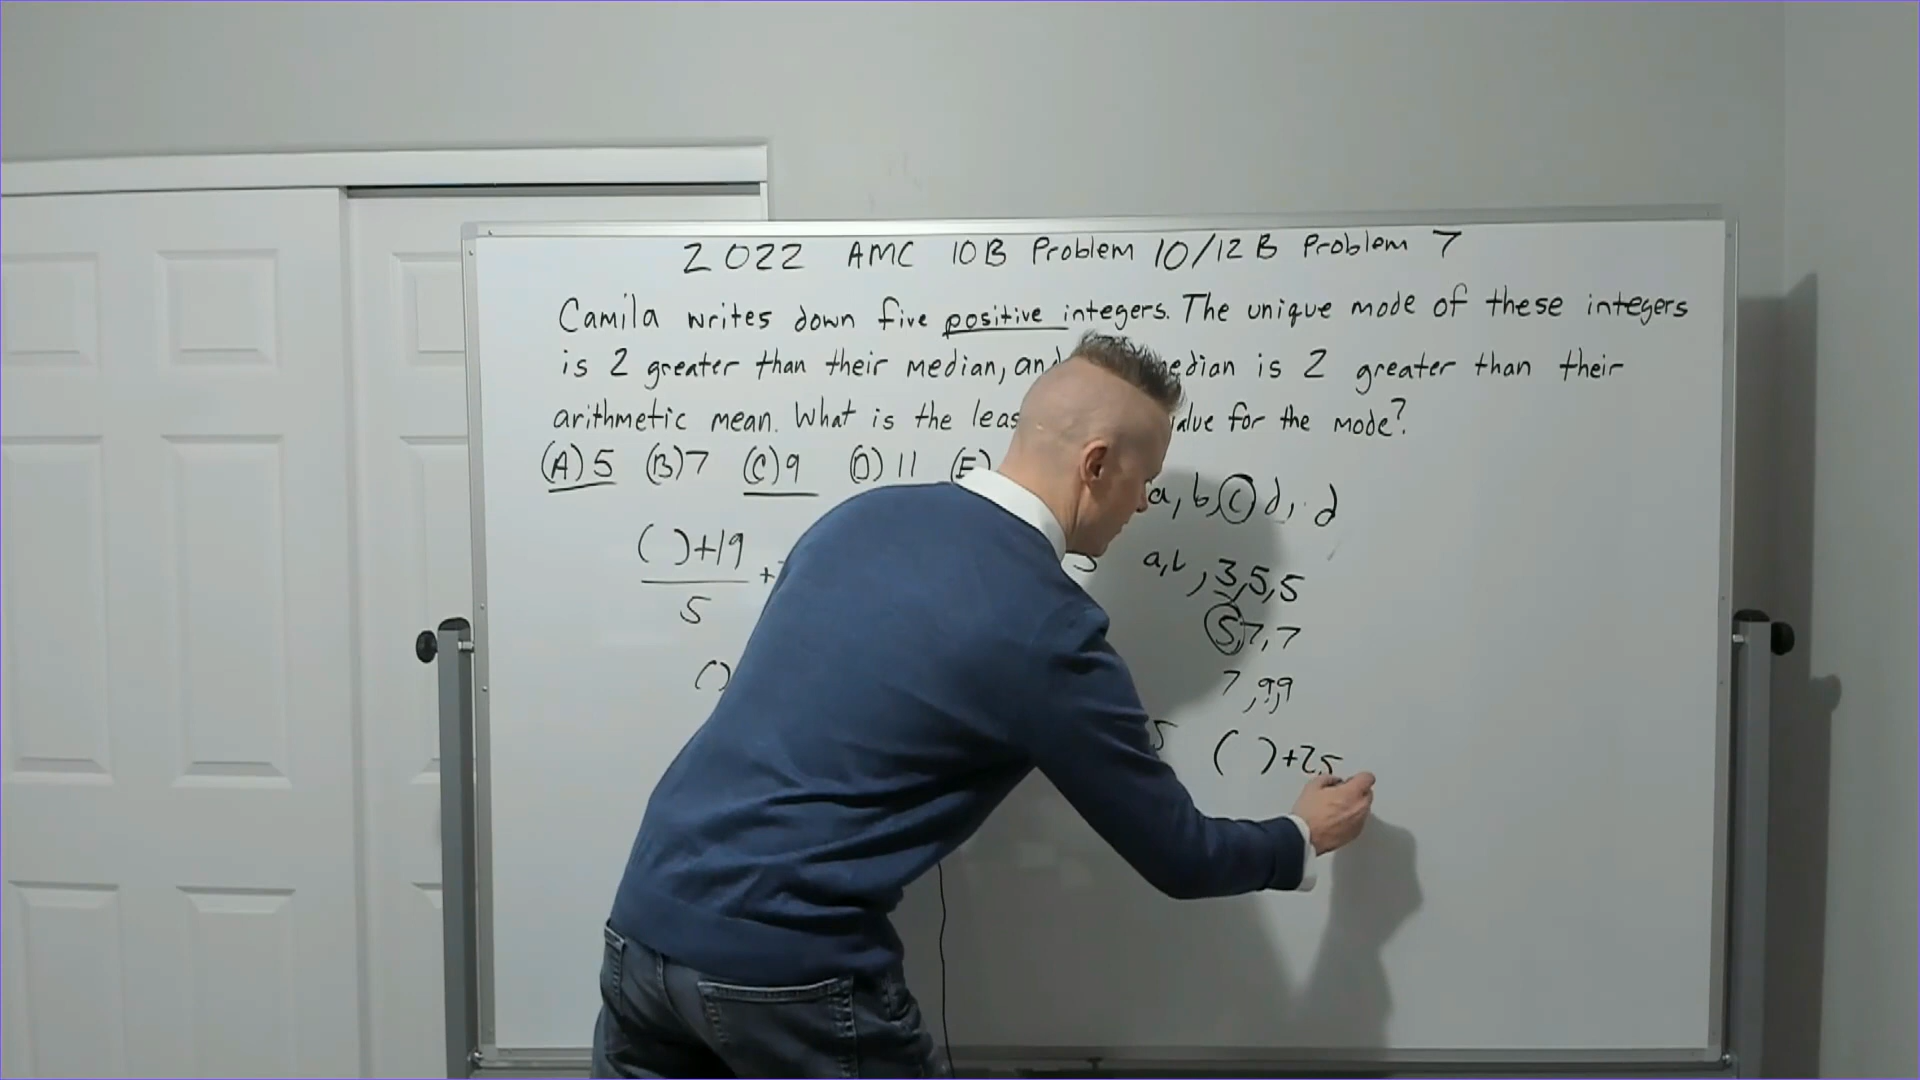 2022 AMC 10B Problem 10/12B Problem 7
Camila writes down five positive integers. The unique mode of these integers
is 2 greater than their median, and median is 2 greater than their
arithmetic mean. What is the value for the mode?
(A) 5 (B) 7 (C) 9 (D) 11 (E)
a, b, c d, d
( )+19
5
+
a, b, 3, 5, 5
5, 7, 7
( )
7, 9, 9
5 ( )+25